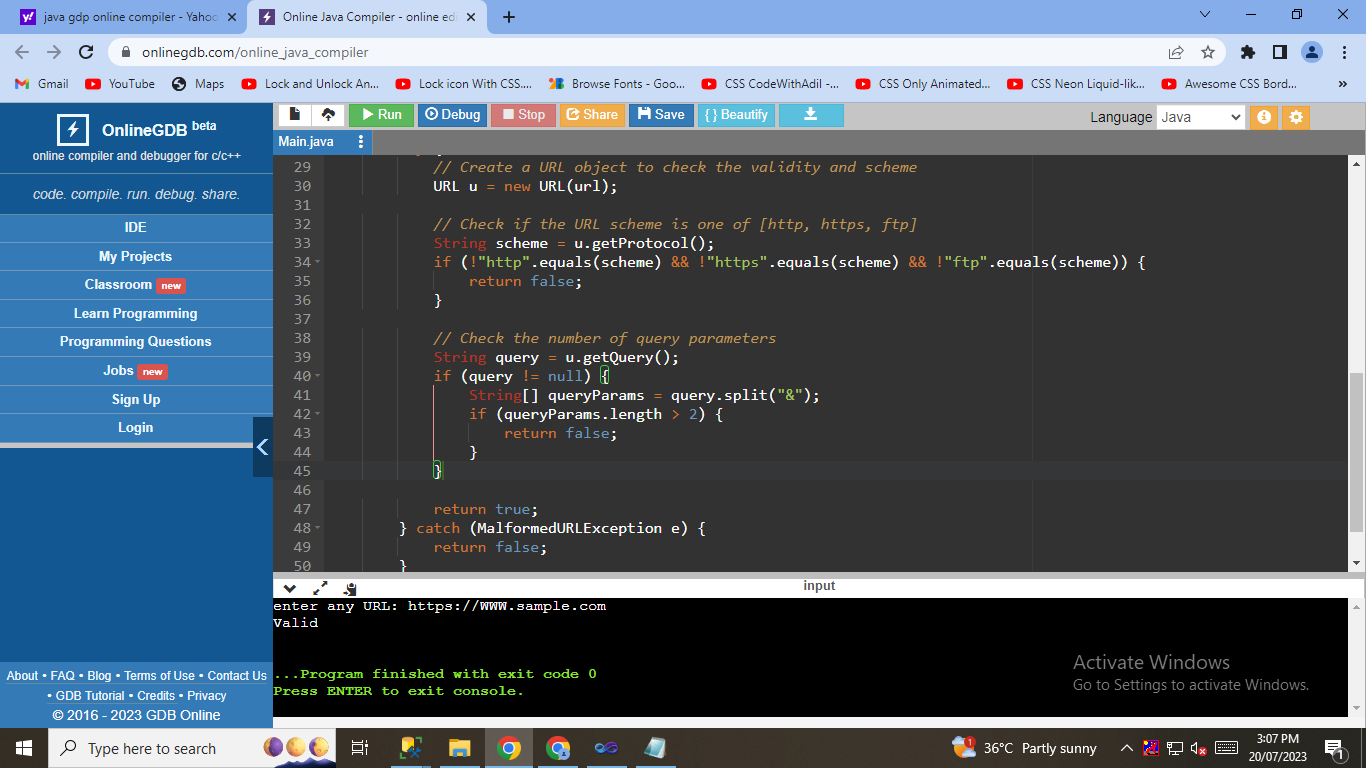 java gdp online compiler - Yahoo
Online Java Compiler - online edi
onlinegdb.com/online_java_compiler
Gmail
YouTube
Maps
Lock and Unlock An...
Lock icon With CSS....
Browse Fonts - Goo...
CSS CodeWithAdil -...
CSS Only Animated...
CSS Neon Liquid-lik...
Awesome CSS Bord...
»
OnlineGDB beta
online compiler and debugger for c/c++
code. compile. run. debug. share.
IDE
My Projects
Classroom new
Learn Programming
Programming Questions
Jobs new
Sign Up
Login
About • FAQ • Blog • Terms of Use • Contact Us
• GDB Tutorial • Credits • Privacy
© 2016 - 2023 GDB Online
Run
Debug
Stop
Share
Save
{ } Beautify
Language Java
Main.java
29 // Create a URL object to check the validity and scheme
30 URL u = new URL(url);
31
32 // Check if the URL scheme is one of [http, https, ftp]
33 String scheme = u.getProtocol();
34 if (!"http".equals(scheme) && !"https".equals(scheme) && !"ftp".equals(scheme)) {
35 return false;
36 }
37
38 // Check the number of query parameters
39 String query = u.getQuery();
40 if (query != null) {
41 String[] queryParams = query.split("&");
42 if (queryParams.length > 2) {
43 return false;
44 }
45 }
46
47 return true;
48 } catch (MalformedURLException e) {
49 return false;
50 }
input
enter any URL: https://WWW.sample.com
Valid
...Program finished with exit code 0
Press ENTER to exit console.
Activate Windows
Go to Settings to activate Windows.
Type here to search
1
36°C Partly sunny
3:07 PM
20/07/2023
1